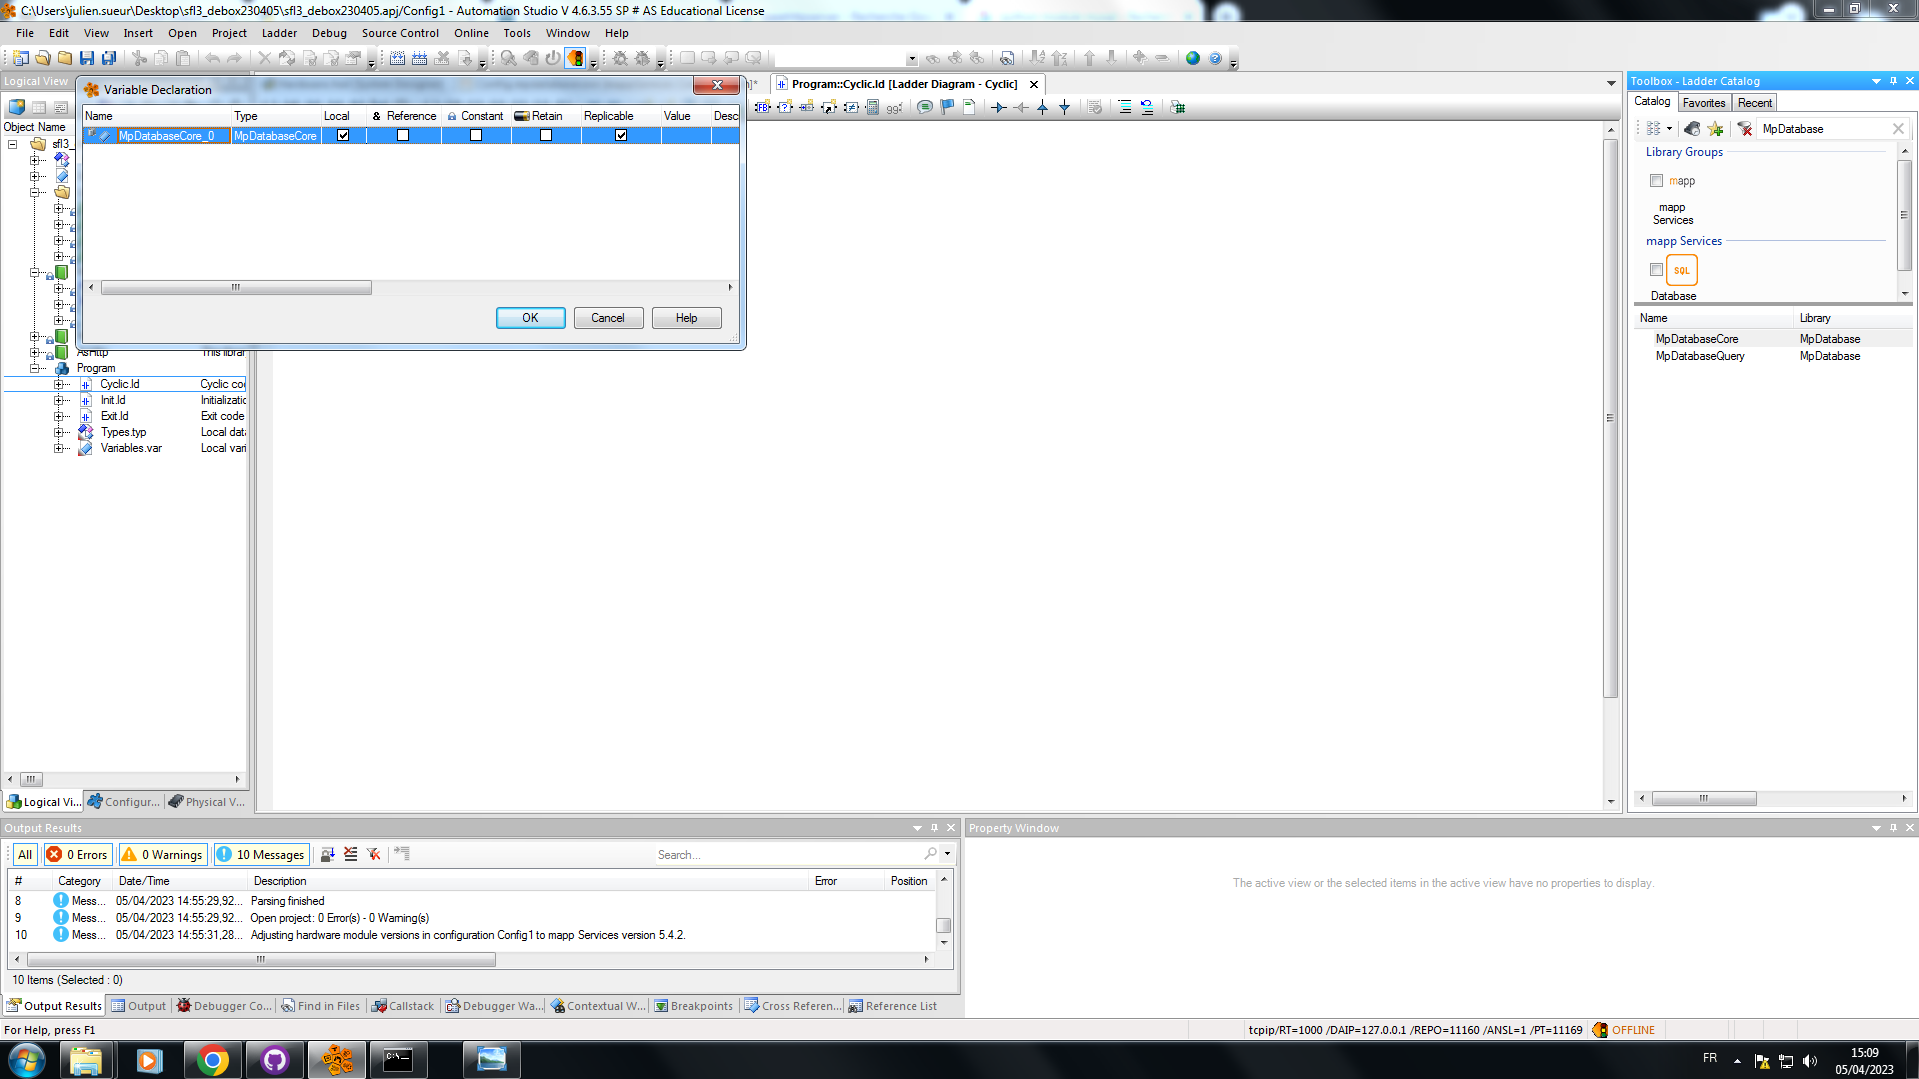 C:\Users\julien.sueur\Desktop\sfl3_debox230405\sfl3_debox230405.apj/Config1 - Automation Studio V 4.6.3.55 SP # AS Educational License
File Edit View Insert Open Project Ladder Debug Source Control Online Tools Window Help
Logical View
Variable Declaration
Program::Cyclic.ld [Ladder Diagram - Cyclic]
Toolbox - Ladder Catalog
Catalog Favorites Recent
Name Type Local & Reference Constant Retain Replicable Value Desc
MpDatabaseCore_0 MpDatabaseCore
Object Name
sfl3_
MpDatabase
Library Groups
mapp
mapp
Services
mapp Services
SQL
Database
OK Cancel Help
Name Library
MpDatabaseCore MpDatabase
MpDatabaseQuery MpDatabase
AsHttp This librar
Program
Cyclic.ld Cyclic co
Init.ld Initializatio
Exit.ld Exit code
Types.typ Local data
Variables.var Local vari
Logical Vi... Configur... Physical V...
Output Results
Property Window
All 0 Errors 0 Warnings 10 Messages Search...
# Category Date/Time Description Error Position
8 Mess... 05/04/2023 14:55:29,92... Parsing finished
9 Mess... 05/04/2023 14:55:29,92... Open project: 0 Error(s) - 0 Warning(s)
10 Mess... 05/04/2023 14:55:31,28... Adjusting hardware module versions in configuration Config1 to mapp Services version 5.4.2.
The active view or the selected items in the active view have no properties to display.
10 Items (Selected : 0)
Output Results Output Debugger Co... Find in Files Callstack Debugger Wa... Contextual W... Breakpoints Cross Referen... Reference List
For Help, press F1
tcpip/RT=1000 /DAIP=127.0.0.1 /REPO=11160 /ANSL=1 /PT=11169 OFFLINE
FR
15:09
05/04/2023